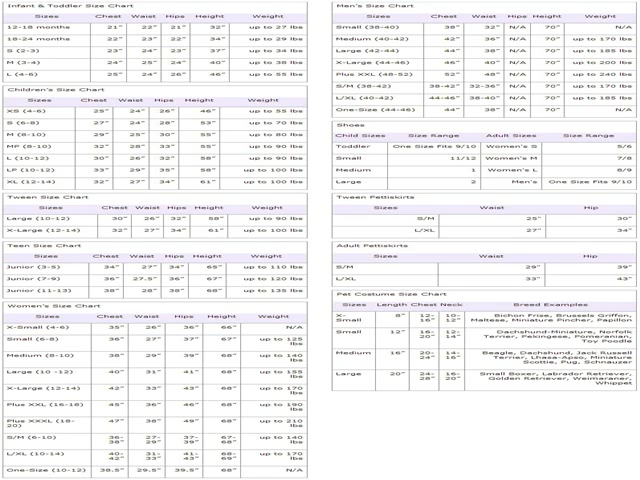 Infant & Toddler Size Chart
Sizes Chest Waist Hips Height Weight
12-18 months 21" 22" 21" 32" up to 27 lbs
18-24 months 22" 23" 22" 34" up to 29 lbs
S (2-3) 23" 24" 23" 37" up to 34 lbs
M (3-4) 24" 25" 24" 40" up to 38 lbs
L (4-6) 25" 24" 26" 46" up to 55 lbs
Children's Size Chart
Sizes Chest Waist Hips Height Weight
XS (4-6) 25" 24" 26" 46" up to 55 lbs
S (6-8) 27" 24" 28" 53" up to 70 lbs
M (8-10) 29" 25" 30" 55" up to 80 lbs
MP (8-10) 28" 32" 33" 55" up to 90 lbs
L (10-12) 30" 26" 32" 58" up to 90 lbs
LP (10-12) 29" 33" 35" 58" up to 100 lbs
XL (12-14) 32" 27" 34" 61" up to 100 lbs
Tween Size Chart
Sizes Chest Waist Hips Height Weight
Large (10-12) 30" 26" 32" 58" up to 90 lbs
X-Large (12-14) 32" 27" 34" 61" up to 100 lbs
Teen Size Chart
Sizes Chest Waist Hips Height Weight
Junior (3-5) 34" 27" 34" 65" up to 110 lbs
Junior (7-9) 36" 27.5" 36" 67" up to 120 lbs
Junior (11-13) 38" 28" 38" 68" up to 135 lbs
Women's Size Chart
Sizes Chest Waist Hips Height Weight
X-Small (4-6) 35" 26" 36" 66" N/A
Small (6-8) 36" 27" 37" 67" up to 125
lbs
Medium (8-10) 38" 29" 39" 68" up to 140
lbs
Large (10 -12) 40" 31" 41" 68" up to 155
lbs
X-Large (12-14) 42" 33" 43" 68" up to 170
lbs
Plus XXL (16-18) 45" 36" 46" 68" up to 190
lbs
Plus XXXL (18- 47" 38" 49" 68" up to 210
20) lbs
S/M (6-10) 36- 27- 37- 67- up to 140
38" 29" 39" 68" lbs
L/XL (10-14) 40- 31- 41- 68- up to 170
42" 33" 43" 69" lbs
One-Size (10-12) 38.5" 29.5" 39.5" 68" N/A
Men's Size Chart
Sizes Chest Waist Hips Height Weight
Small (38-40) 38" 32" N/A 70" N/A
Medium (40-42) 42" 36" N/A 70" up to 170 lbs
Large (42-44) 44" 38" N/A 70" up to 185 lbs
X-Large (44-46) 46" 40" N/A 70" up to 200 lbs
Plus XXL (48-52) 52" 48" N/A 70" up to 240 lbs
S/M (38-42) 38-42" 32-36" N/A 70" up to 170 lbs
L/XL (40-42) 44-46" 38-40" N/A 70" up to 185 lbs
One-Size (44-46) 44" 38" N/A 70" N/A
Shoes
Child Sizes Size Range Adult Sizes Size Range
Toddler One Size Fits 9/10 Women's S 5/6
Small 11/12 Women's M 7/8
Medium 1 Women's L 8/9
Large 2 Men's One Size Fits 9/10
Tween Pettiskirts
Sizes Waist Hip
S/M 25" 30"
L/XL 27" 34"
Adult Pettiskirts
Sizes Waist Hip
S/M 29" 39"
L/XL 33" 43"
Pet Costume Size Chart
Sizes Length Chest Neck Breed Examples
X- 8" 12- 10- Bichon Frise, Brussels Griffon,
Small 16" 12" Maltese, Miniature Pincher, Papillon
Small 12" 16- 12- Dachshund-Miniature, Norfolk
20" 14" Terrier, Pekingese, Pomeranian,
Toy Poodle
Medium 16" 20- 14- Beagle, Dachshund, Jack Russell
24" 16" Terrier, Lhasa-Apso, Miniature
Scottie, Pug, Schnauzer
Large 20" 24- 16- Small Boxer, Labrador Retriever,
28" 20" Golden Retriever, Weimaraner,
Whippet